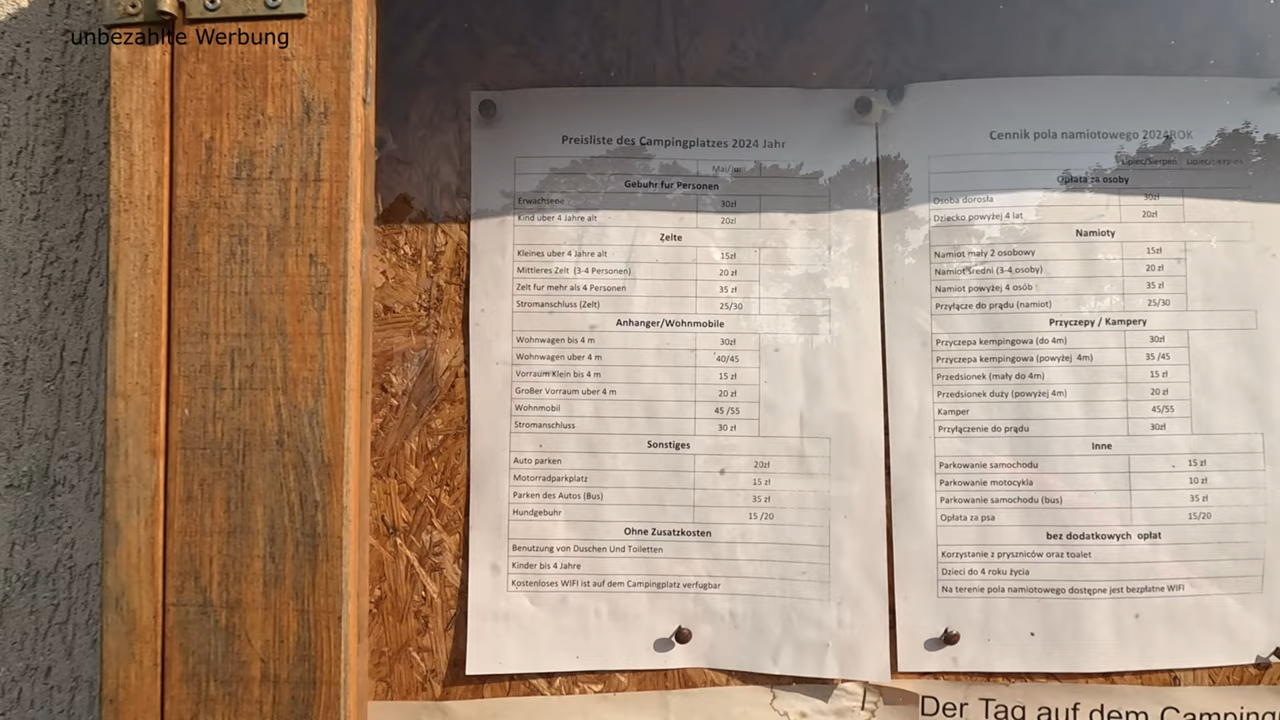 unbezahlte Werbung
Preisliste des Campingplatzes 2024 Jahr
Mai/juni
Gebuhr fur Personen
Erwachsene 30zł
Kind uber 4 Jahre alt 20zł
Zelte
Kleines uber 4 Jahre alt 15zł
Mittleres Zelt (3-4 Personen) 20 zł
Zelt fur mehr als 4 Personen 35 zł
Stromanschluss (Zelt) 25/30
Anhanger/Wohnmobile
Wohnwagen bis 4 m 30zł
Wohnwagen uber 4 m 40/45
Vorraum Klein bis 4 m 15 zł
Großer Vorraum uber 4 m 20 zł
Wohnmobil 45 /55
Stromanschluss 30 zł
Sonstiges
Auto parken 20zł
Motorradparkplatz 15 zł
Parken des Autos (Bus) 35 zł
Hundgebuhr 15 /20
Ohne Zusatzkosten
Benutzung von Duschen Und Toiletten
Kinder bis 4 Jahre
Kostenloses WIFI ist auf dem Campingplatz verfugbar
Cennik pola namiotowego 2024ROK
Lipiec/Sierpen Lipiec/sierpien
Opłata za osoby
Osoba dorosła 30zł
Dziecko powyżej 4 lat 20zł
Namioty
Namiot mały 2 osobowy 15zł
Namiot średni (3-4 osoby) 20 zł
Namiot powyżej 4 osób 35 zł
Przyłącze do prądu (namiot) 25/30
Przyczepy / Kampery
Przyczepa kempingowa (do 4m) 30zł
Przyczepa kempingowa (powyżej 4m) 35 /45
Przedsionek (mały do 4m) 15 zł
Przedsionek duży (powyżej 4m) 20 zł
Kamper 45/55
Przyłączenie do prądu 30zł
Inne
Parkowanie samochodu 15 zł
Parkowanie motocykla 10 zł
Parkowanie samochodu (bus) 35 zł
Opłata za psa 15/20
bez dodatkowych opłat
Korzystanie z pryszniców oraz toalet
Dzieci do 4 roku życia
Na terenie pola namiotowego dostępne jest bezpłatne WIFI
Der Tag auf dem Camping